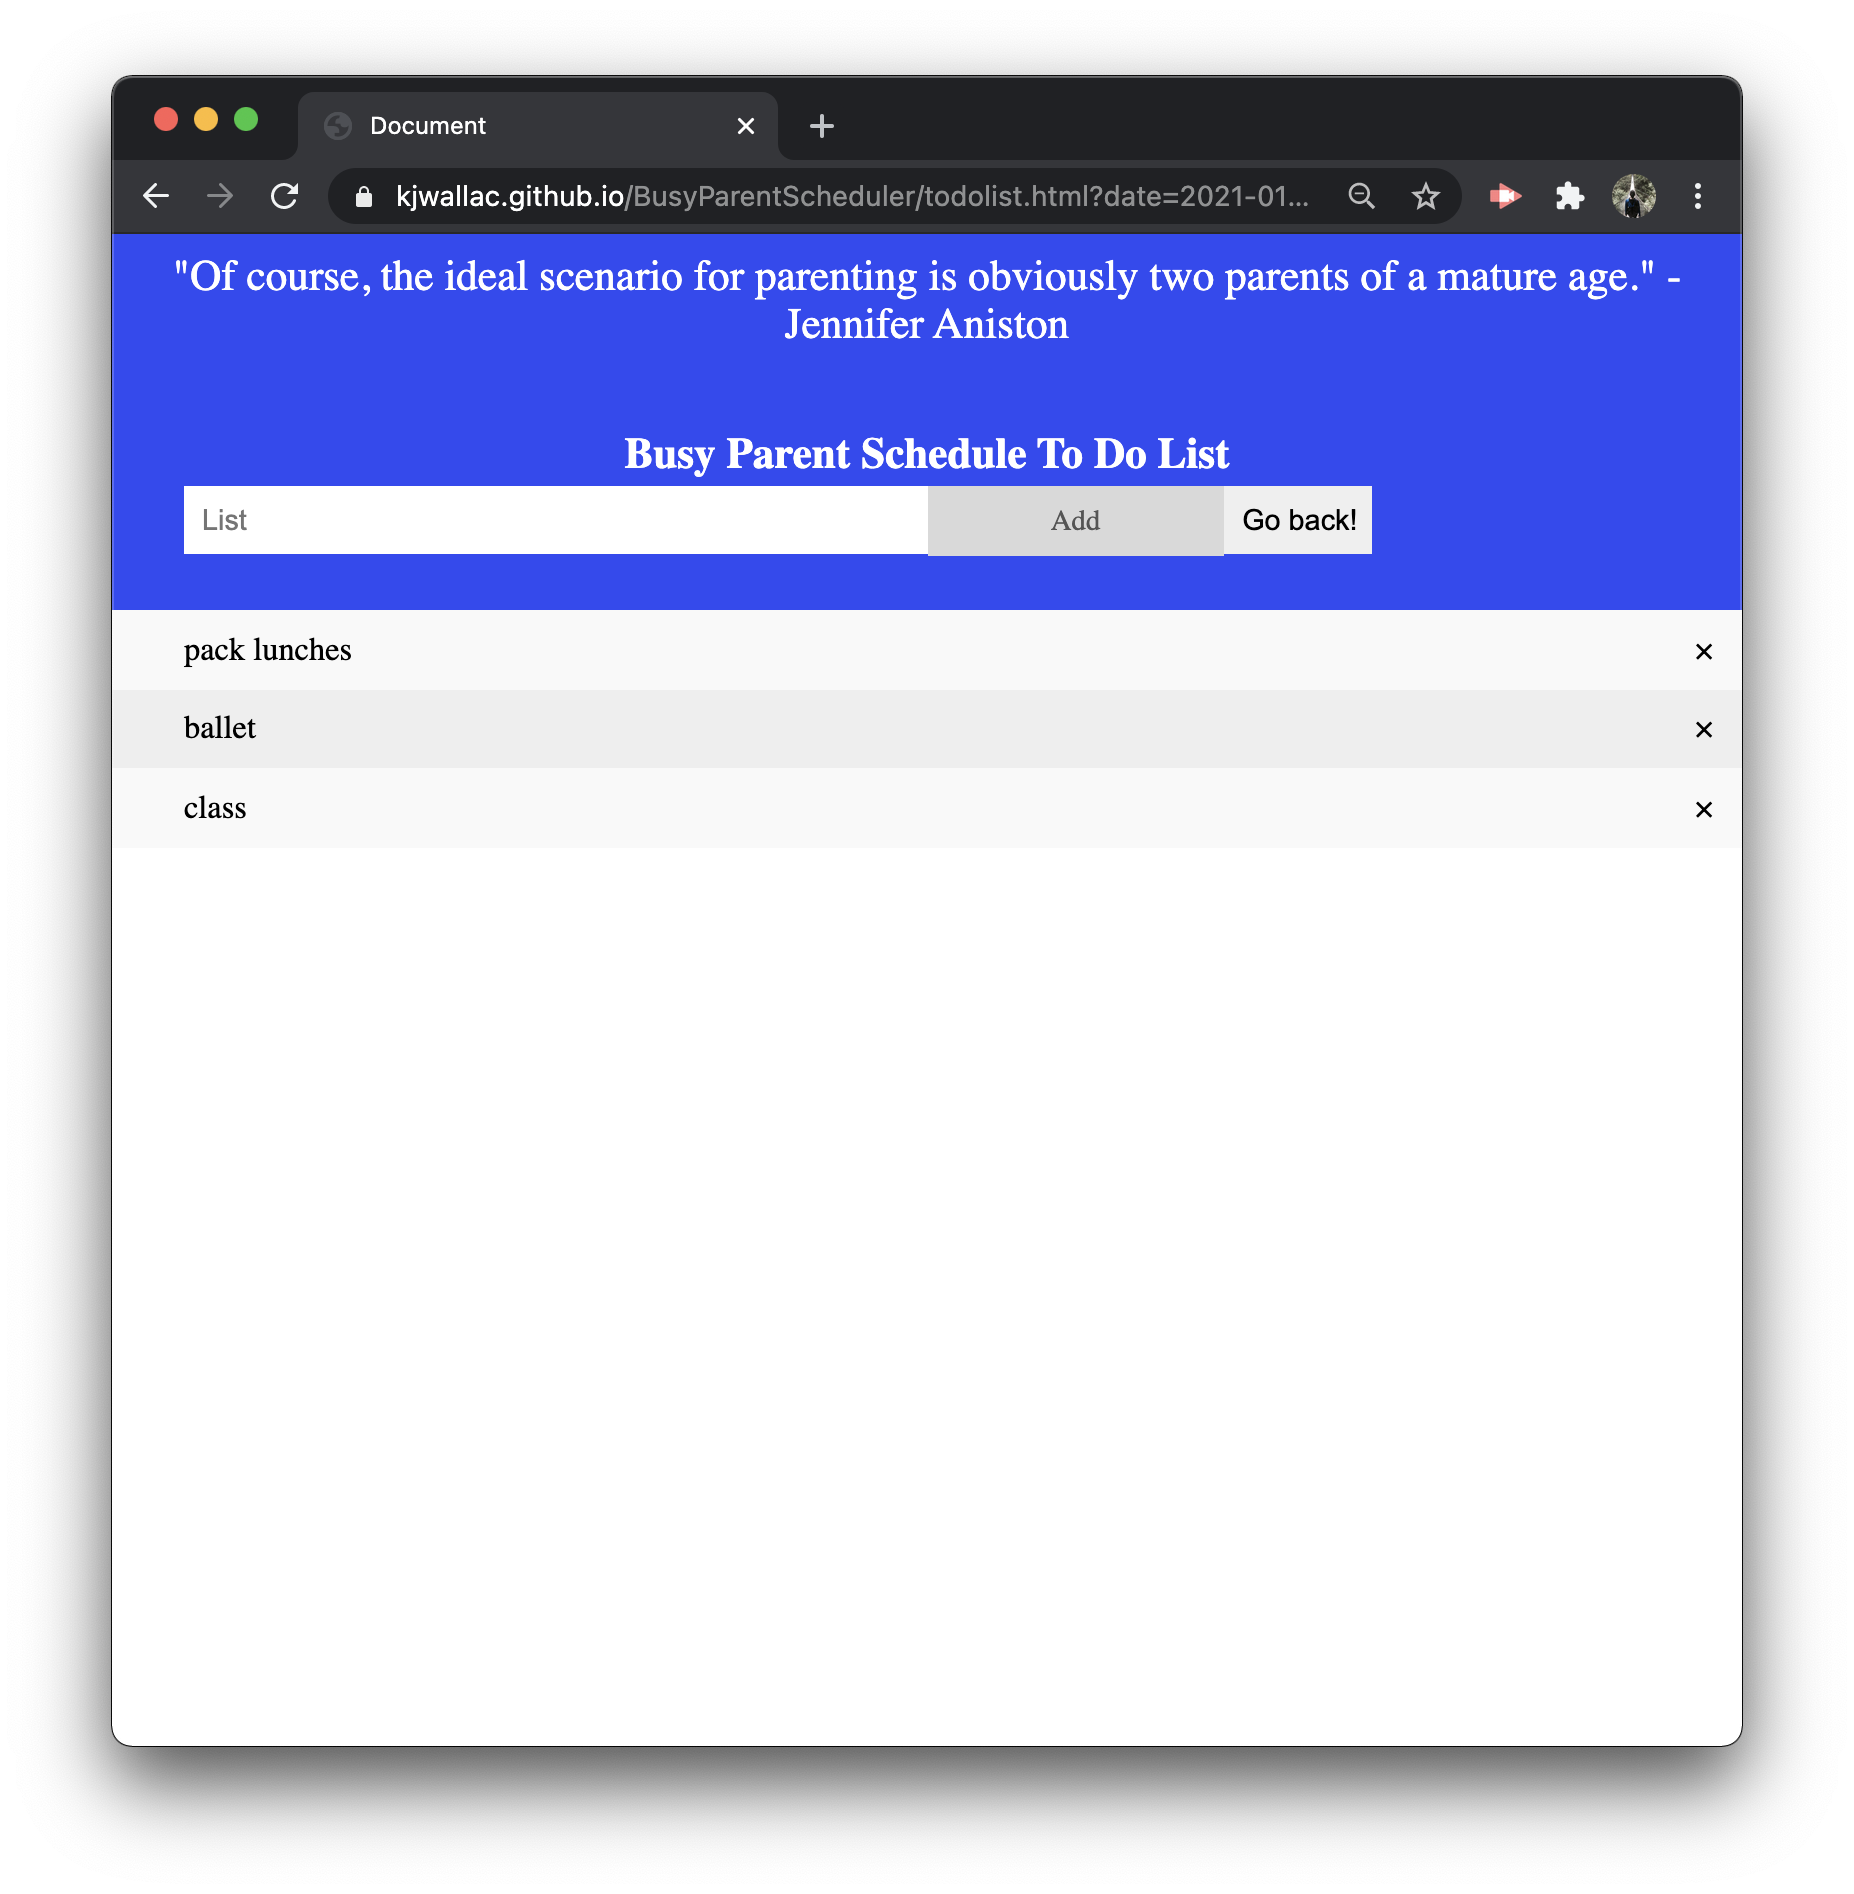 Document
kjwallac.github.io/BusyParentScheduler/todolist.html?date=2021-01...
"Of course, the ideal scenario for parenting is obviously two parents of a mature age." -
Jennifer Aniston
Busy Parent Schedule To Do List
List Add Go back!
pack lunches
ballet
class